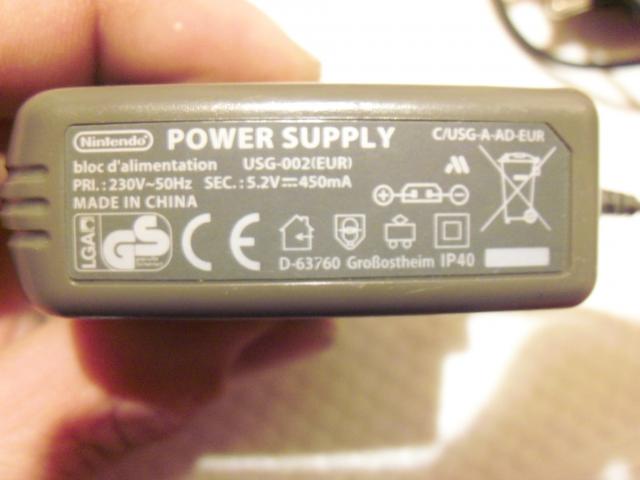 Nintendo POWER SUPPLY C/USG-A-AD-EUR
bloc d'alimentation USG-002(EUR)
PRI.: 230V~50Hz SEC.: 5.2V⎓450mA
MADE IN CHINA
LGA GS CE
D-63760 Großostheim IP40